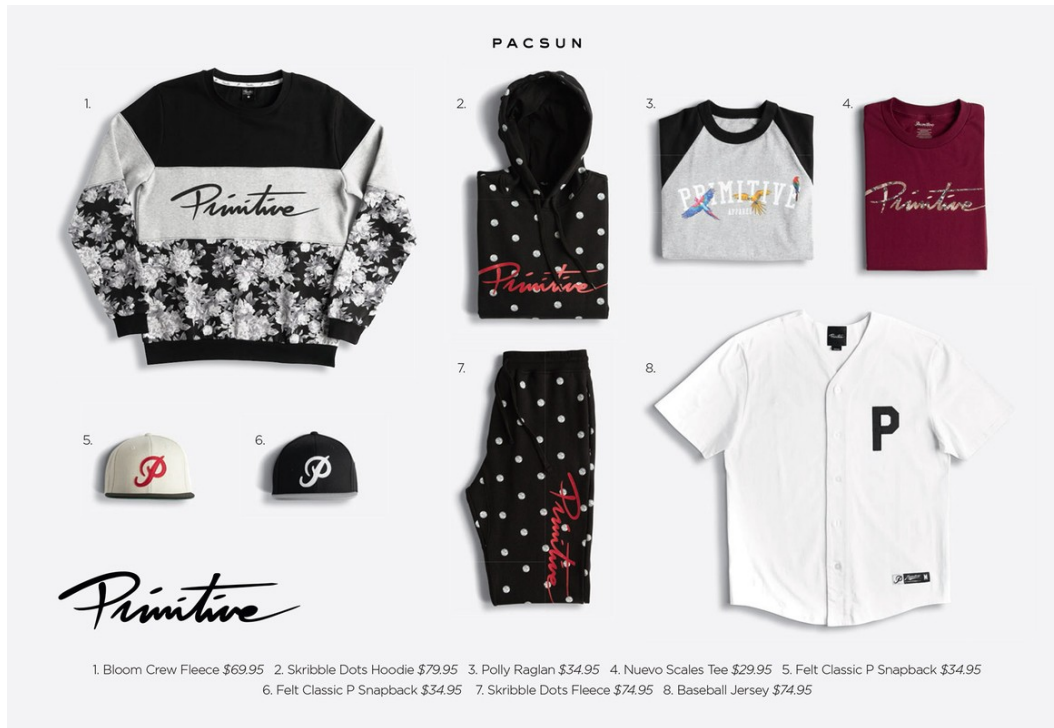 PACSUN
1.
2.
3.
4.
Primitive
Primitive
PRIMITIVE
APPAREL
Primitive
5.
6.
7.
8.
P
P
P
Primitive
Primitive
1. Bloom Crew Fleece $69.95 2. Skribble Dots Hoodie $79.95 3. Polly Raglan $34.95 4. Nuevo Scales Tee $29.95 5. Felt Classic P Snapback $34.95
6. Felt Classic P Snapback $34.95 7. Skribble Dots Fleece $74.95 8. Baseball Jersey $74.95